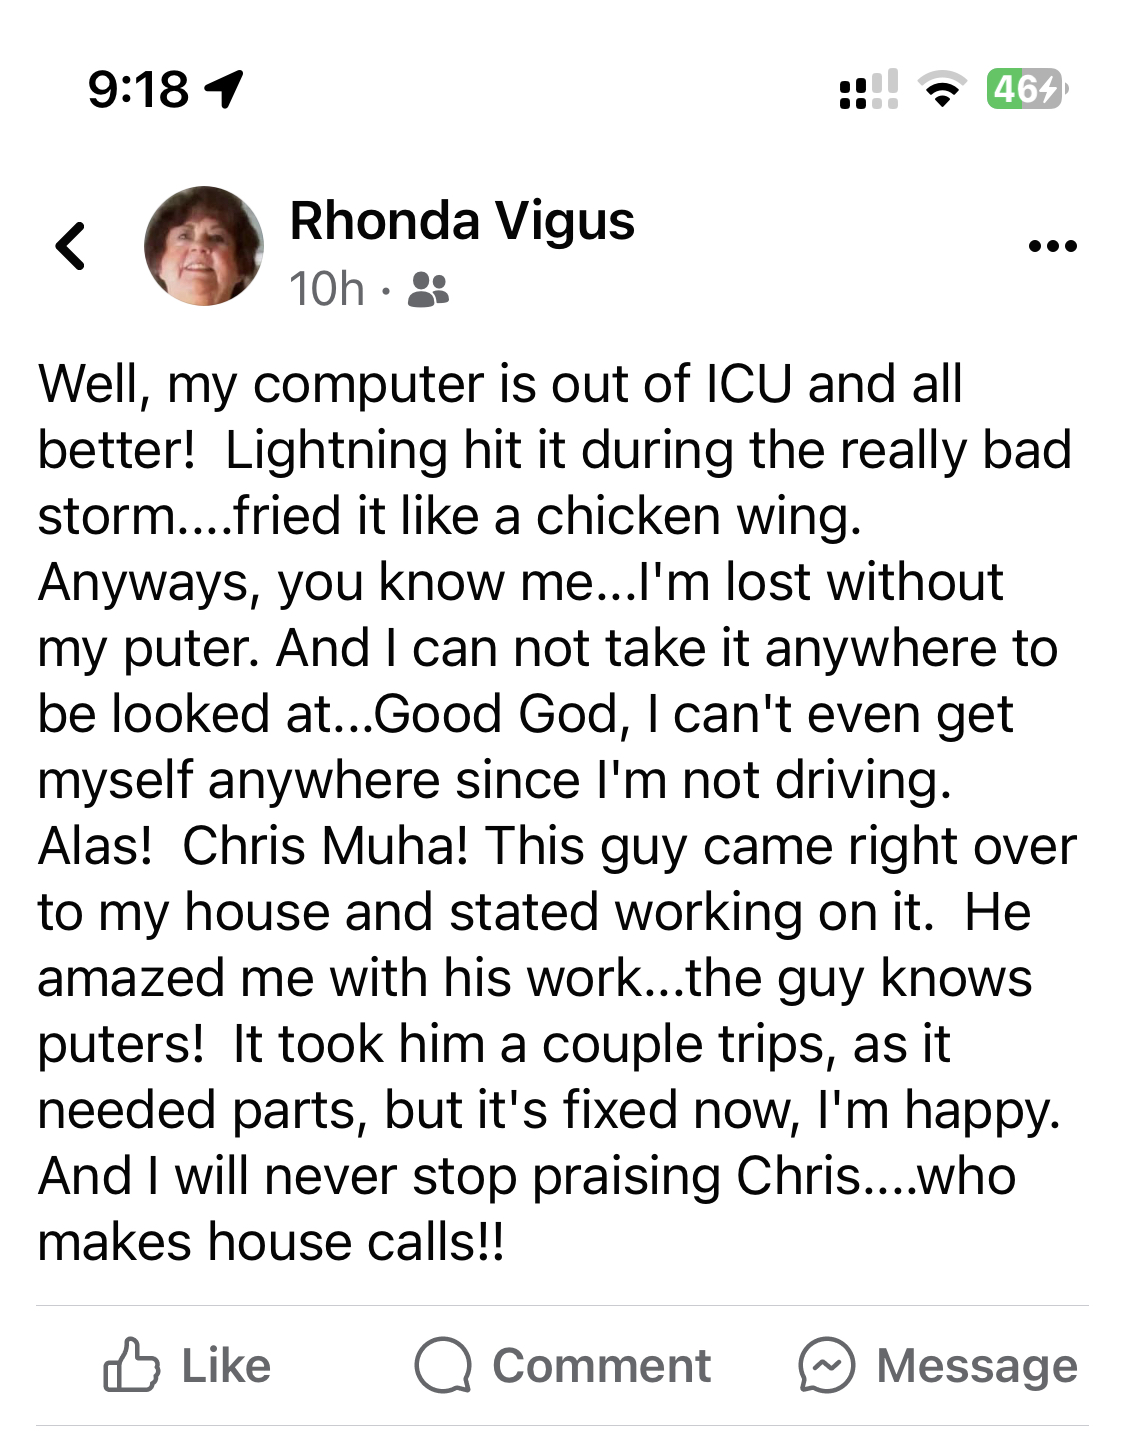 9:18
46
Rhonda Vigus
10h ·
Well, my computer is out of ICU and all
better!  Lightning hit it during the really bad
storm....fried it like a chicken wing.
Anyways, you know me...I'm lost without
my puter. And I can not take it anywhere to
be looked at...Good God, I can't even get
myself anywhere since I'm not driving.
Alas!  Chris Muha! This guy came right over
to my house and stated working on it.  He
amazed me with his work...the guy knows
puters!  It took him a couple trips, as it
needed parts, but it's fixed now, I'm happy.
And I will never stop praising Chris....who
makes house calls!!
Like
Comment
Message